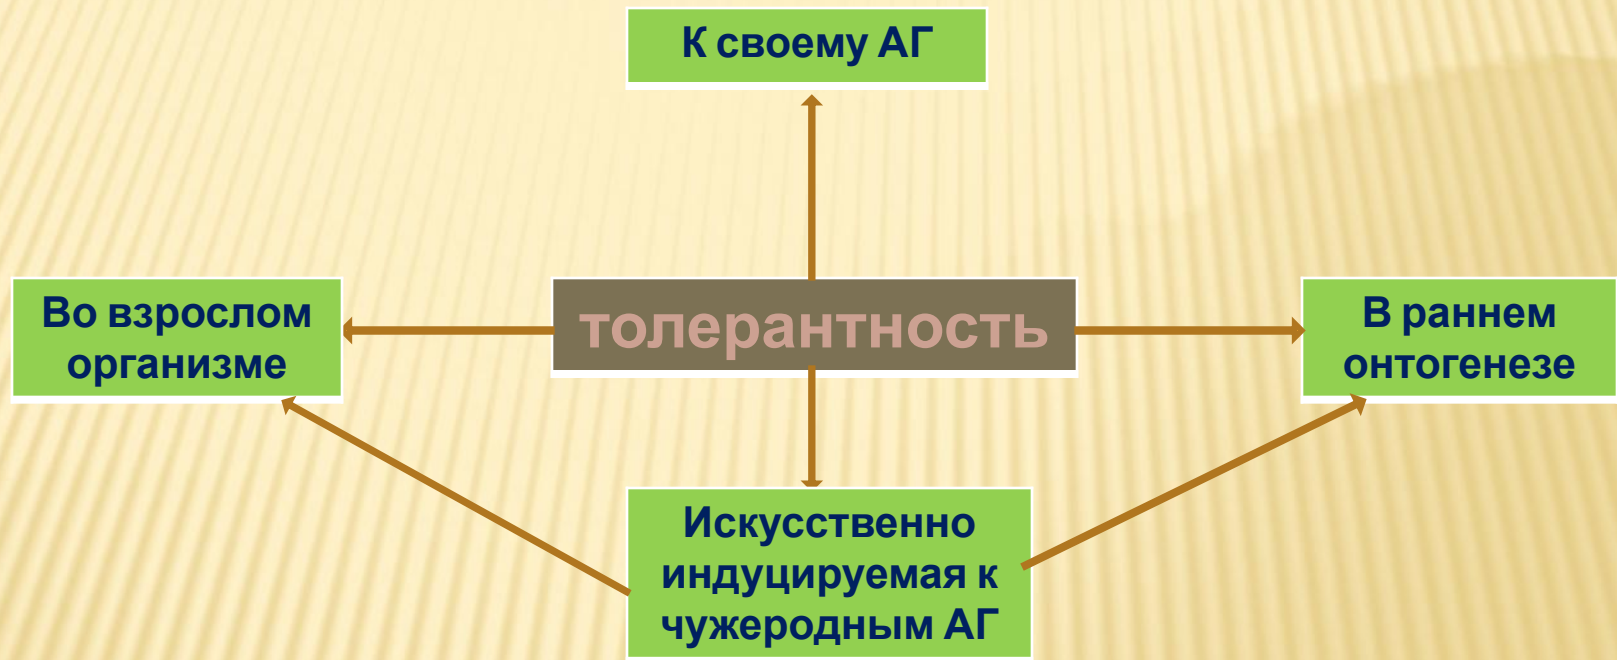 К своему АГ
Во взрослом
организме
толерантность
В раннем
онтогенезе
Искусственно
индуцируемая к
чужеродным АГ